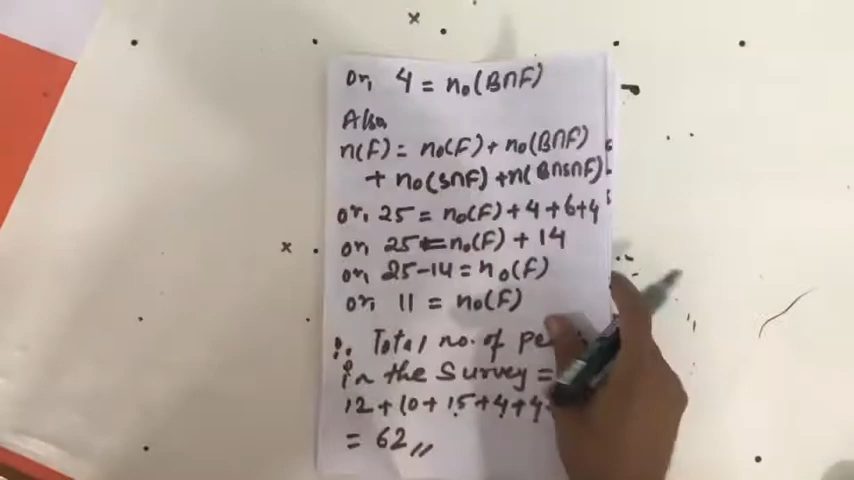 or, 4 = n₀(B∩F)
Also
n(F) = n₀(F) + n₀(B∩F)
+ n₀(S∩F) + n(B∩S∩F)
or, 25 = n₀(F) + 4 + 6 + 4
or, 25 = n₀(F) + 14
or, 25-14 = n₀(F)
or, 11 = n₀(F)
∴ Total no. of pe
in the Survey =
12 + 10 + 15 + 4 + 4
= 62